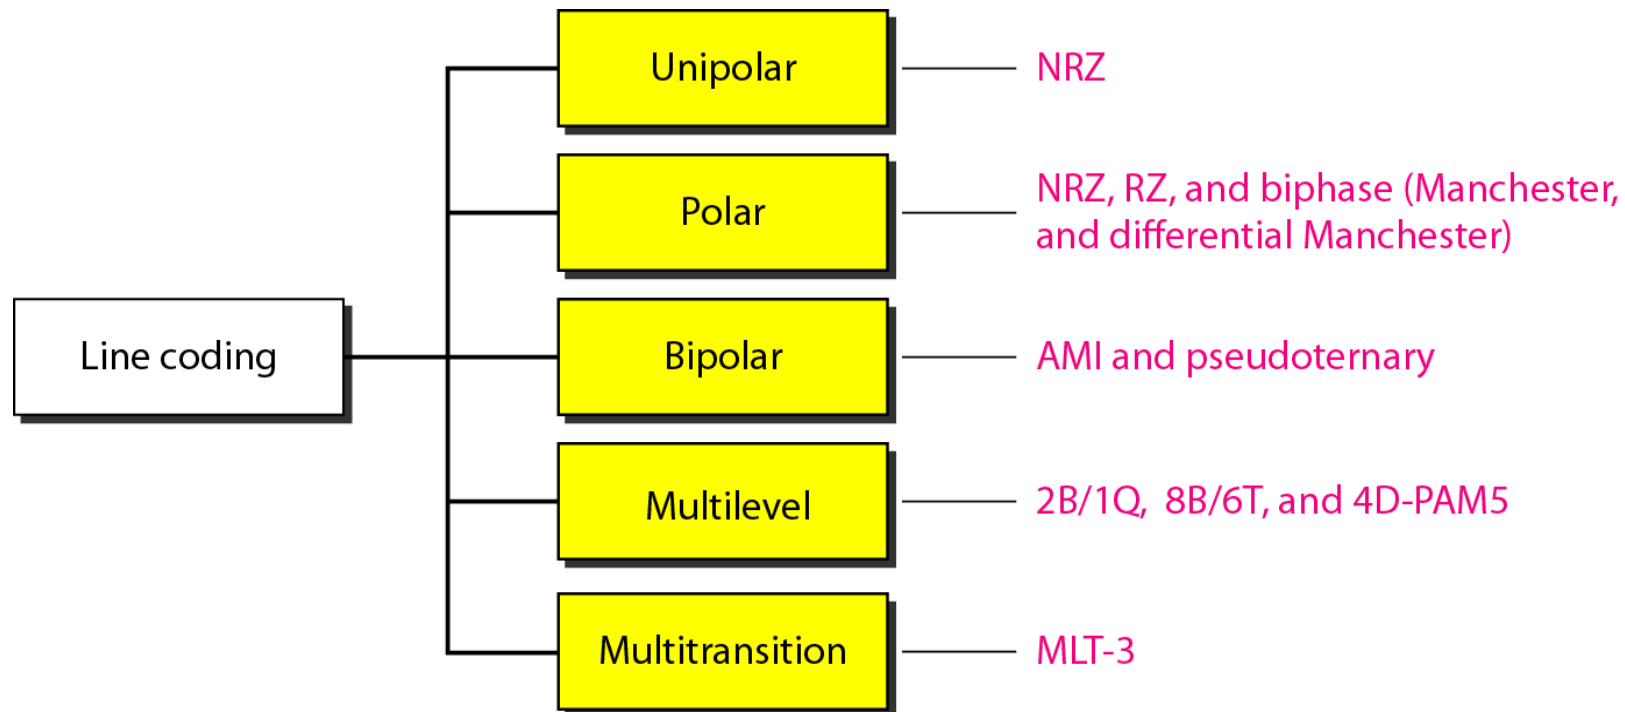 Unipolar
NRZ
Polar
NRZ, RZ, and biphase (Manchester,
and differential Manchester)
Line coding
Bipolar
AMI and pseudoternary
Multilevel
2B/1Q, 8B/6T, and 4D-PAM5
Multitransition
MLT-3